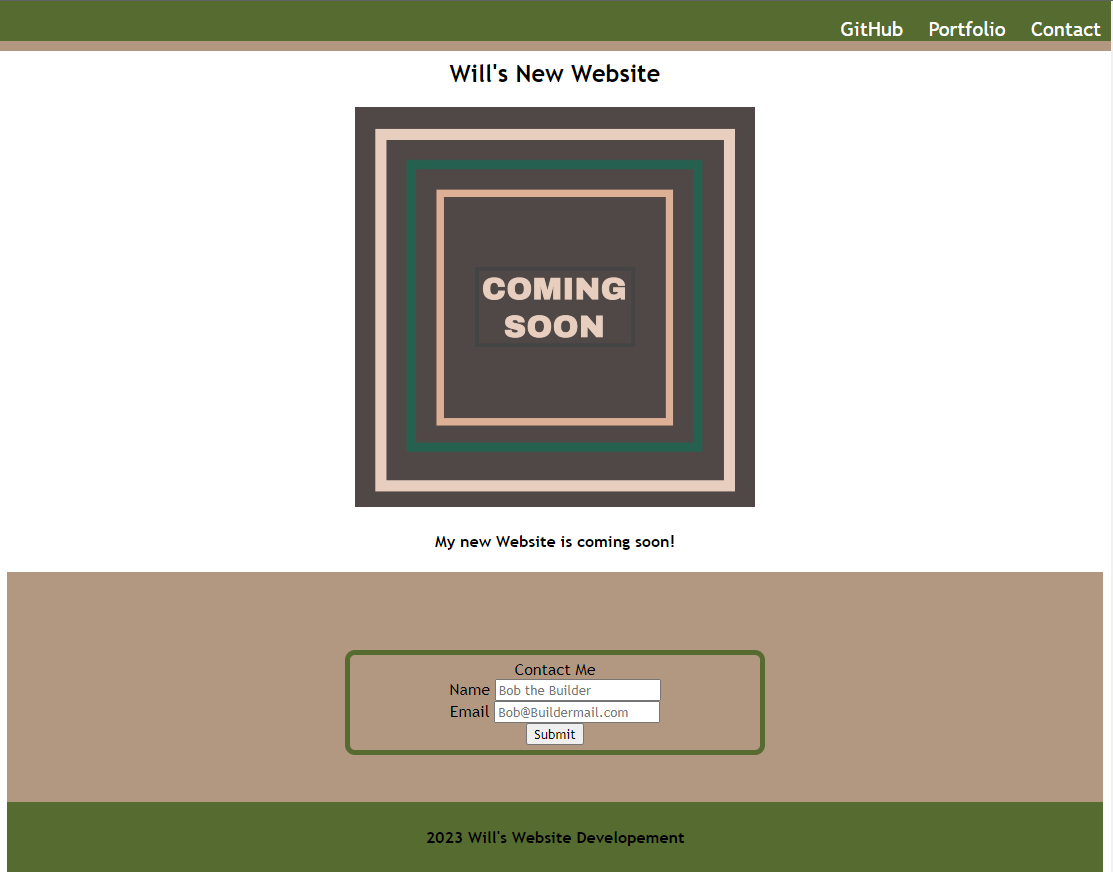 GitHub Portfolio Contact
Will's New Website
COMING
SOON
My new Website is coming soon!
Contact Me
Name Bob the Builder
Email Bob@Buildermail.com
Submit
2023 Will's Website Developement